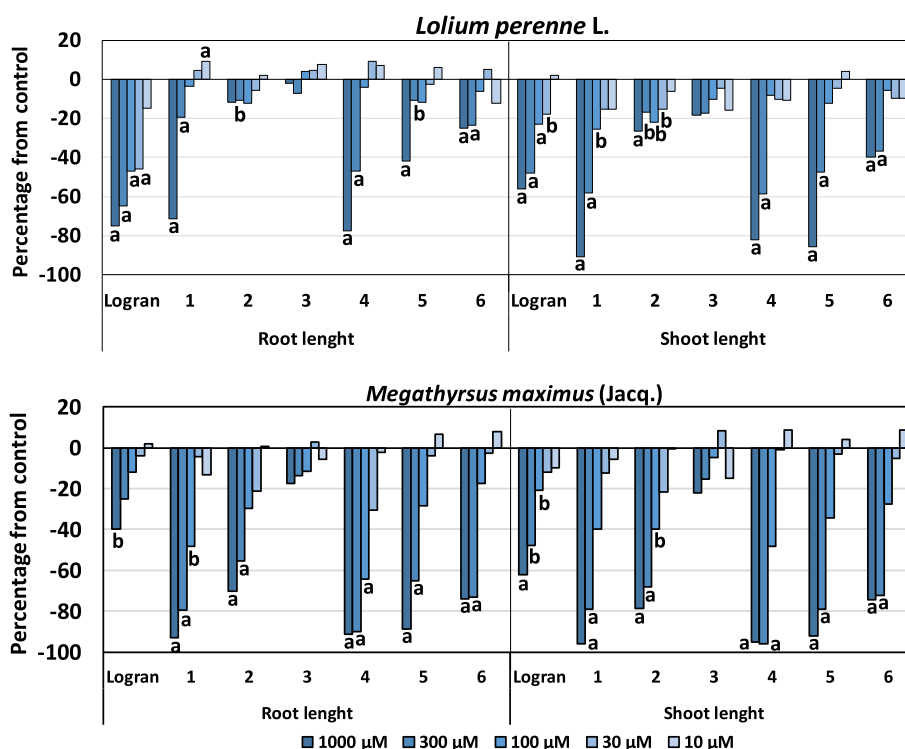 Lolium perenne L.
Percentage from control
20
0
-20
-40
-60
-80
-100
a a a a a a a b b a a a b
a a a b a b a b b b a a a a a
Logran 1 2 3 4 5 6 Logran 1 2 3 4 5 6
Root lenght Shoot lenght
Megathyrsus maximus (Jacq.)
Percentage from control
20
0
-20
-40
-60
-80
-100
b a a b a a a a a a a a a
a b b a a a a b a a a a a a
Logran 1 2 3 4 5 6 Logran 1 2 3 4 5 6
Root lenght Shoot lenght
1000 µM 300 µM 100 µM 30 µM 10 µM